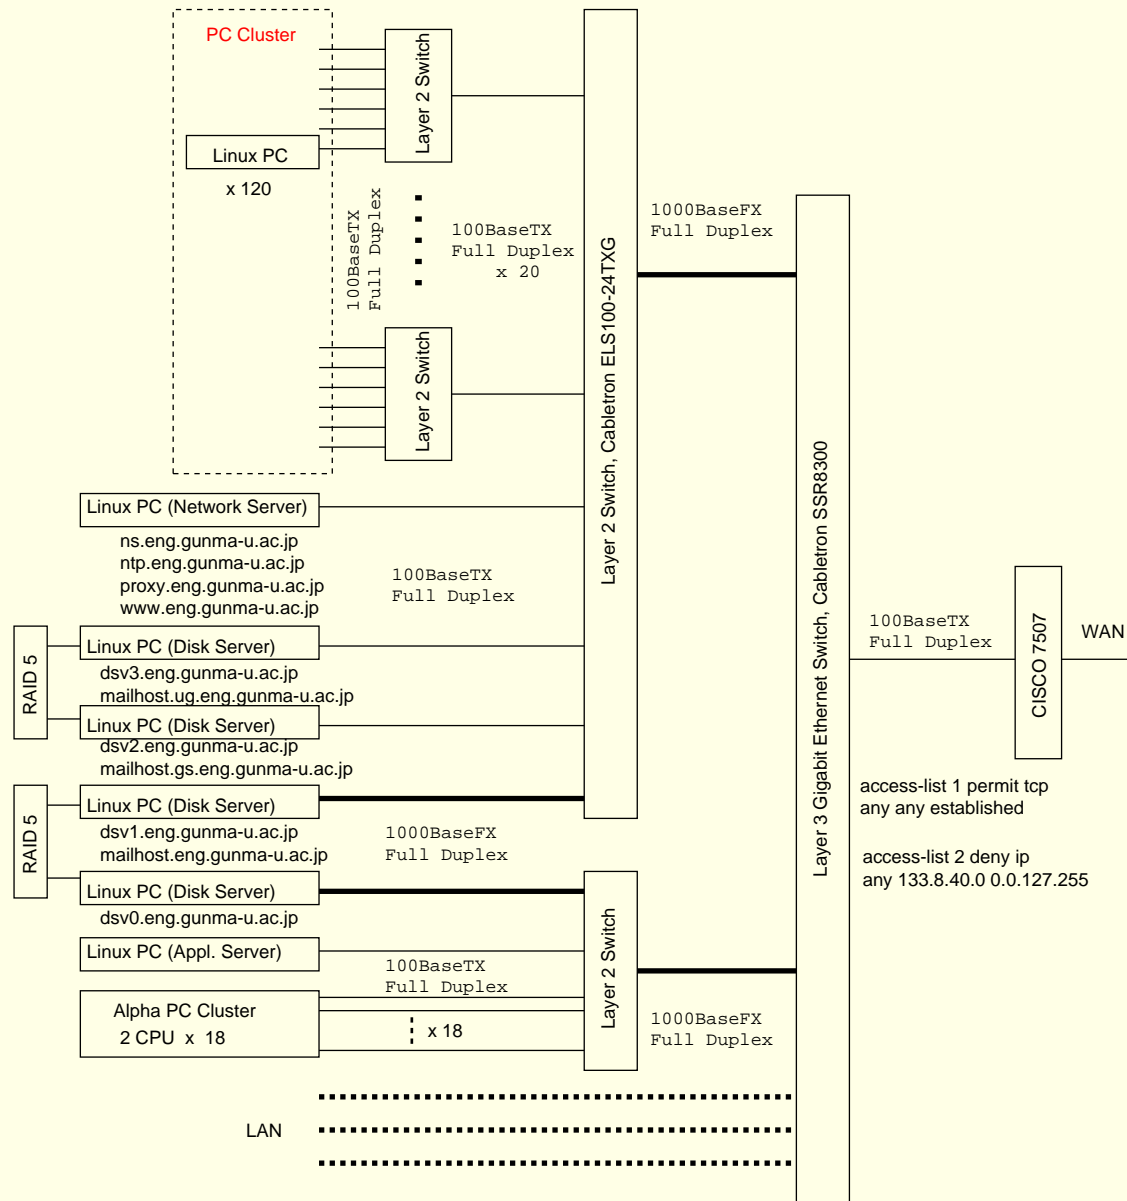 PC Cluster
Layer 2 Switch
Linux PC
x 120
100BaseTX
Full Duplex
100BaseTX
Full Duplex
x 20
Layer 2 Switch
Layer 2 Switch, Cabletron ELS100-24TXG
1000BaseFX
Full Duplex
Linux PC (Network Server)
ns.eng.gunma-u.ac.jp
ntp.eng.gunma-u.ac.jp
proxy.eng.gunma-u.ac.jp
www.eng.gunma-u.ac.jp
100BaseTX
Full Duplex
RAID 5
Linux PC (Disk Server)
dsv3.eng.gunma-u.ac.jp
mailhost.ug.eng.gunma-u.ac.jp
Linux PC (Disk Server)
dsv2.eng.gunma-u.ac.jp
mailhost.gs.eng.gunma-u.ac.jp
RAID 5
Linux PC (Disk Server)
dsv1.eng.gunma-u.ac.jp
mailhost.eng.gunma-u.ac.jp
1000BaseFX
Full Duplex
Linux PC (Disk Server)
dsv0.eng.gunma-u.ac.jp
Linux PC (Appl. Server)
100BaseTX
Full Duplex
Alpha PC Cluster
2 CPU x 18
x 18
Layer 2 Switch
1000BaseFX
Full Duplex
LAN
Layer 3 Gigabit Ethernet Switch, Cabletron SSR8300
100BaseTX
Full Duplex
CISCO 7507
WAN
access-list 1 permit tcp
any any established
access-list 2 deny ip
any 133.8.40.0 0.0.127.255